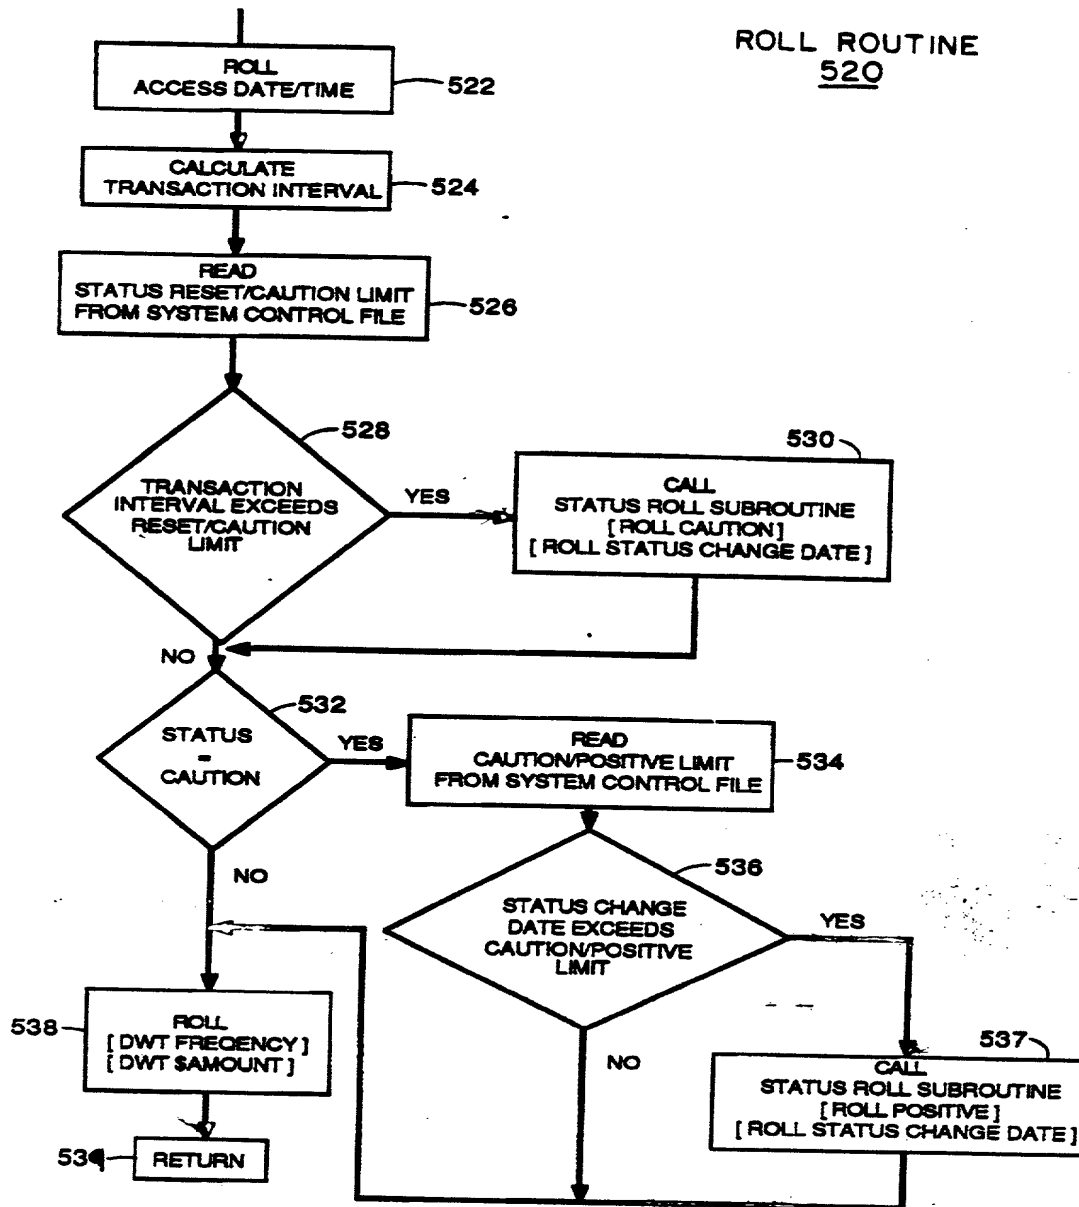 ROLL ROUTINE
520
ROLL
ACCESS DATE/TIME
522
CALCULATE
TRANSACTION INTERVAL
524
READ
STATUS RESET/CAUTION LIMIT
FROM SYSTEM CONTROL FILE
526
528
TRANSACTION
INTERVAL EXCEEDS
RESET/CAUTION
LIMIT
YES
530
CALL
STATUS ROLL SUBROUTINE
[ ROLL CAUTION ]
[ ROLL STATUS CHANGE DATE ]
NO
532
STATUS
=
CAUTION
YES
READ
CAUTION/POSITIVE LIMIT
FROM SYSTEM CONTROL FILE
534
NO
536
STATUS CHANGE
DATE EXCEEDS
CAUTION/POSITIVE
LIMIT
YES
NO
537
CALL
STATUS ROLL SUBROUTINE
[ ROLL POSITIVE ]
[ ROLL STATUS CHANGE DATE ]
538
ROLL
[ DWT FREQENCY ]
[ DWT $AMOUNT ]
539
RETURN